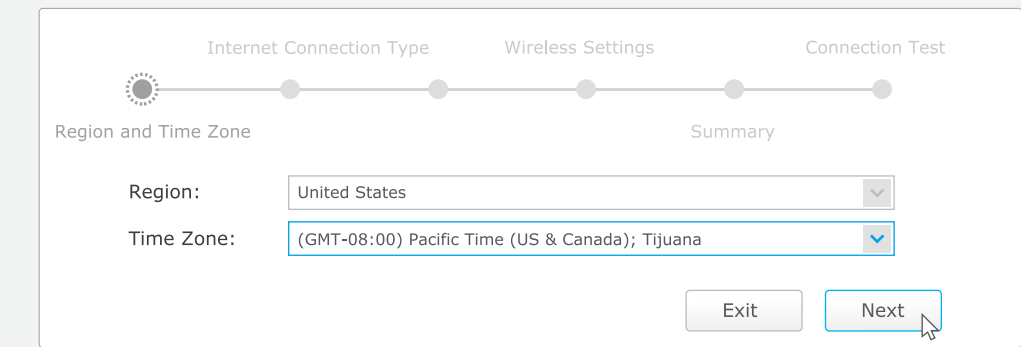 Internet Connection Type Wireless Settings Connection Test
Region and Time Zone Summary
Region: United States
Time Zone: (GMT-08:00) Pacific Time (US & Canada); Tijuana
Exit Next